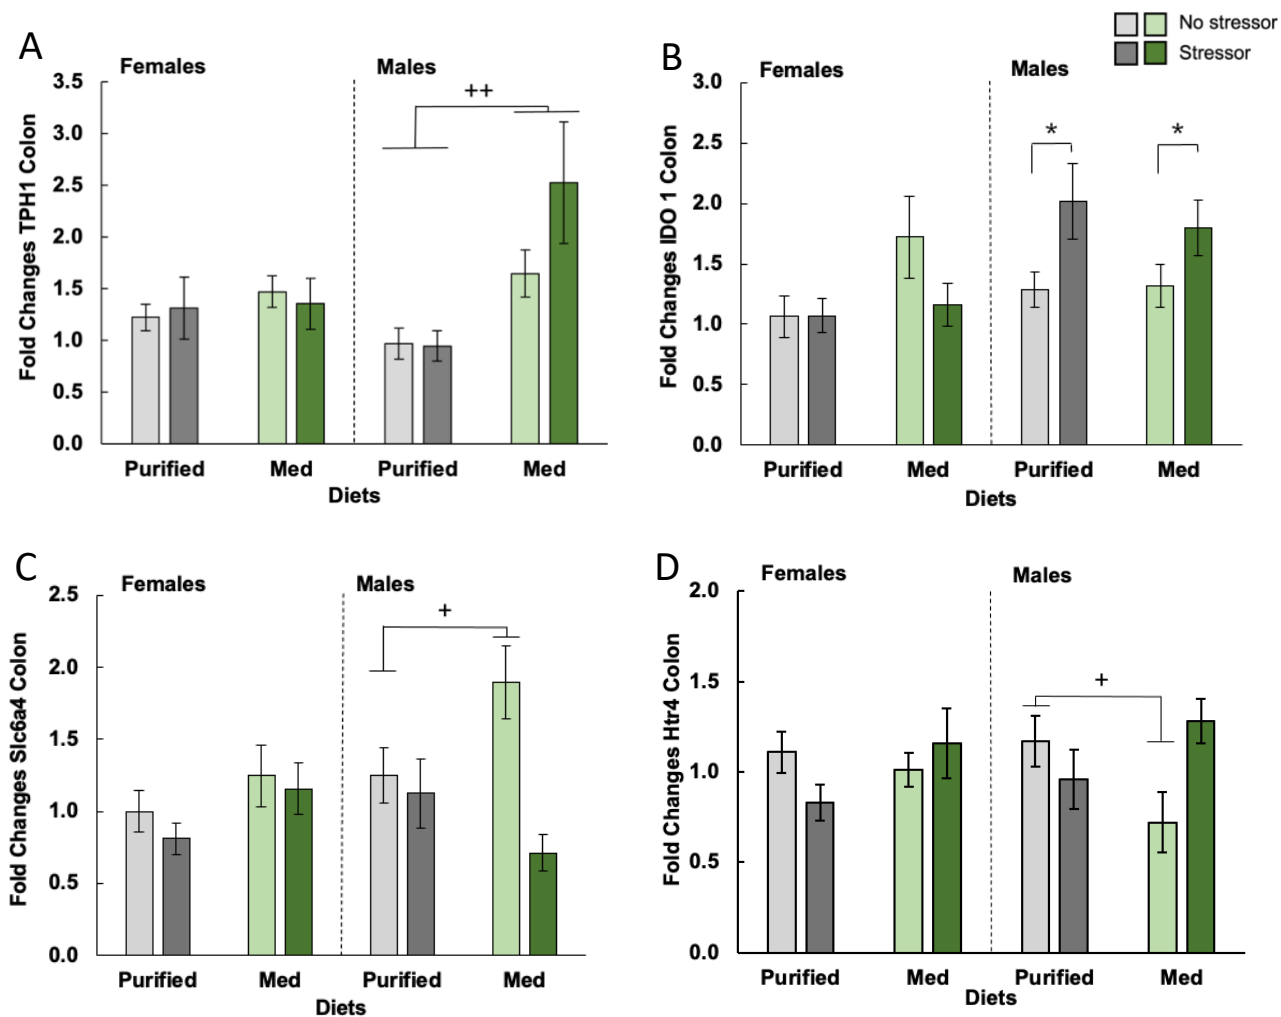 No stressor
Stressor
A
Females
Males
++
Fold Changes TPH1 Colon
3.5
3.0
2.5
2.0
1.5
1.0
0.5
0.0
Purified
Med
Purified
Med
Diets
B
Females
Males
*
*
Fold Changes IDO 1 Colon
3.0
2.5
2.0
1.5
1.0
0.5
0.0
Purified
Med
Purified
Med
Diets
C
Females
Males
+
Fold Changes Slc6a4 Colon
2.5
2.0
1.5
1.0
0.5
0.0
Purified
Med
Purified
Med
Diets
D
Females
Males
+
Fold Changes Htr4 Colon
2.0
1.5
1.0
0.5
0.0
Purified
Med
Purified
Med
Diets